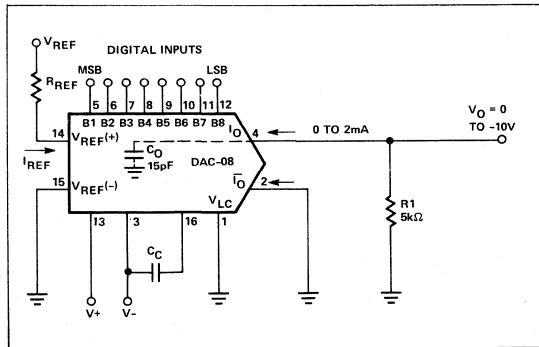 VREF
DIGITAL INPUTS
RREF
MSB
LSB
5 6 7 8 9 10 11 12
B1 B2 B3 B4 B5 B6 B7 B8
IO
14
VREF(+)
4
0 TO 2mA
VO = 0
TO -10V
IREF
CO
15pF
DAC-08
15
VREF(-)
IO
2
VLC
R1
5kΩ
13
3
16
1
CC
V+
V-